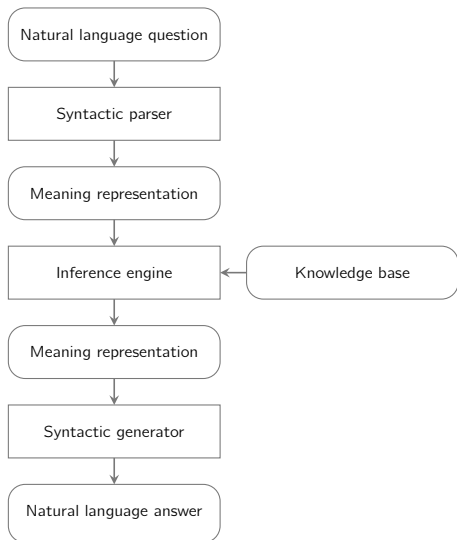 Natural language question
Syntactic parser
Meaning representation
Inference engine
Knowledge base
Meaning representation
Syntactic generator
Natural language answer